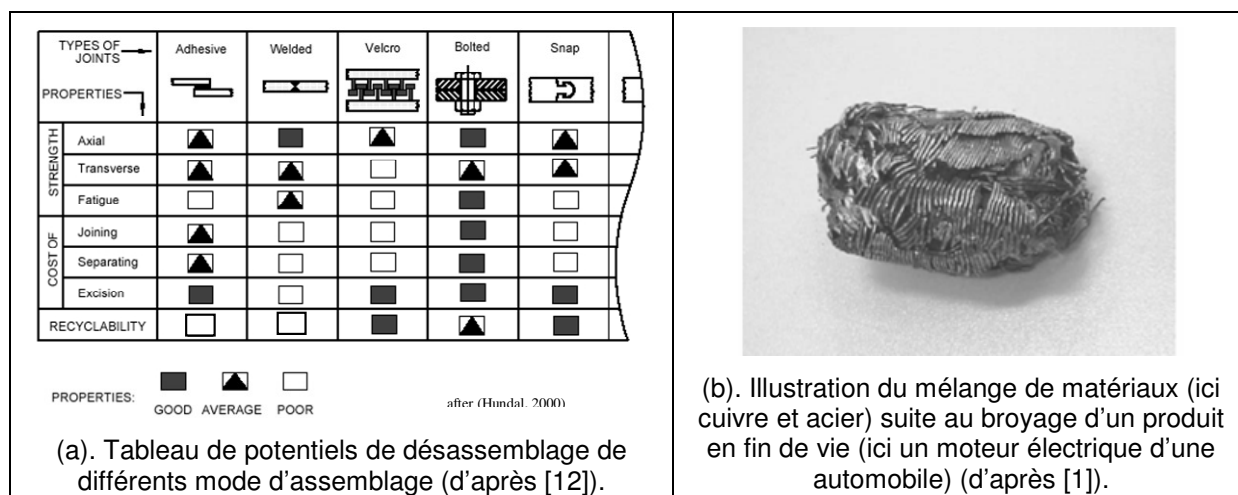 TYPES OF JOINTS
Adhesive
Welded
Velcro
Bolted
Snap
PROPERTIES
STRENGTH
Axial
Transverse
Fatigue
COST OF
Joining
Separating
Excision
RECYCLABILITY
PROPERTIES:
GOOD AVERAGE POOR
after (Hundal, 2000)
(a). Tableau de potentiels de désassemblage de
différents mode d'assemblage (d'après [12]).
(b). Illustration du mélange de matériaux (ici
cuivre et acier) suite au broyage d'un produit
en fin de vie (ici un moteur électrique d'une
automobile) (d'après [1]).